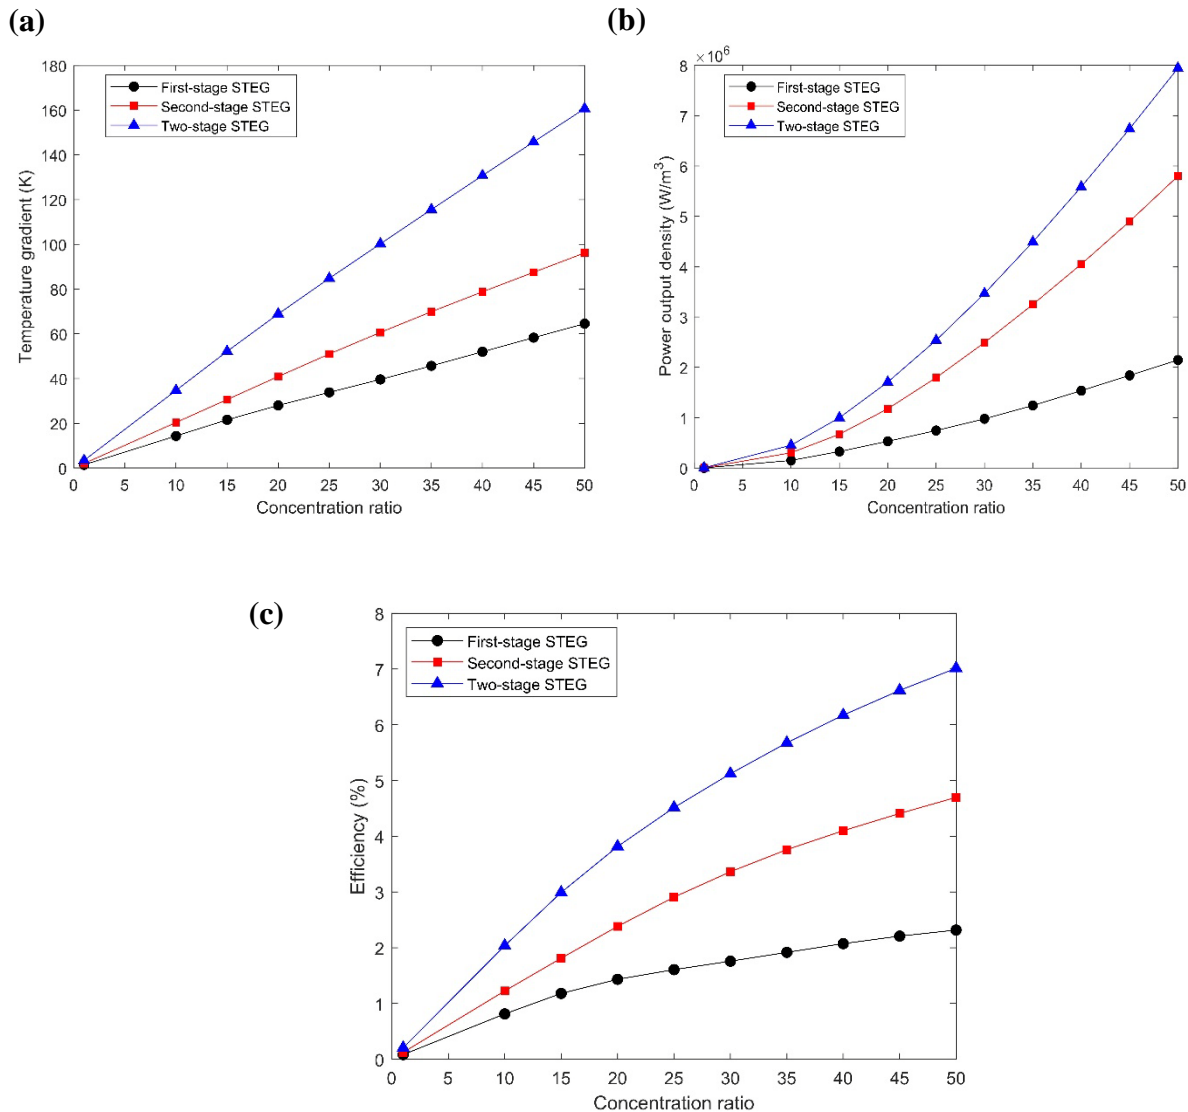 (a)
180
160
140
120
100
80
60
40
20
0
Temperature gradient (K)
First-stage STEG
Second-stage STEG
Two-stage STEG
0 5 10 15 20 25 30 35 40 45 50
Concentration ratio
(b)
×10⁶
8
7
6
5
4
3
2
1
0
Power output density (W/m³)
First-stage STEG
Second-stage STEG
Two-stage STEG
0 5 10 15 20 25 30 35 40 45 50
Concentration ratio
(c)
8
7
6
5
4
3
2
1
0
Efficiency (%)
First-stage STEG
Second-stage STEG
Two-stage STEG
0 5 10 15 20 25 30 35 40 45 50
Concentration ratio